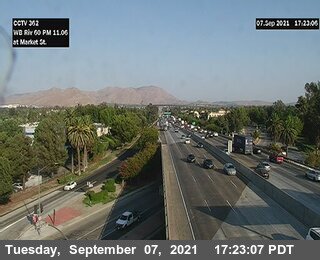 CCTV 362
WB Riv 60 PM 11.06
at Market St.
07.Sep 2021 17:23:06
Tuesday, September 07, 2021 17:23:07 PDT